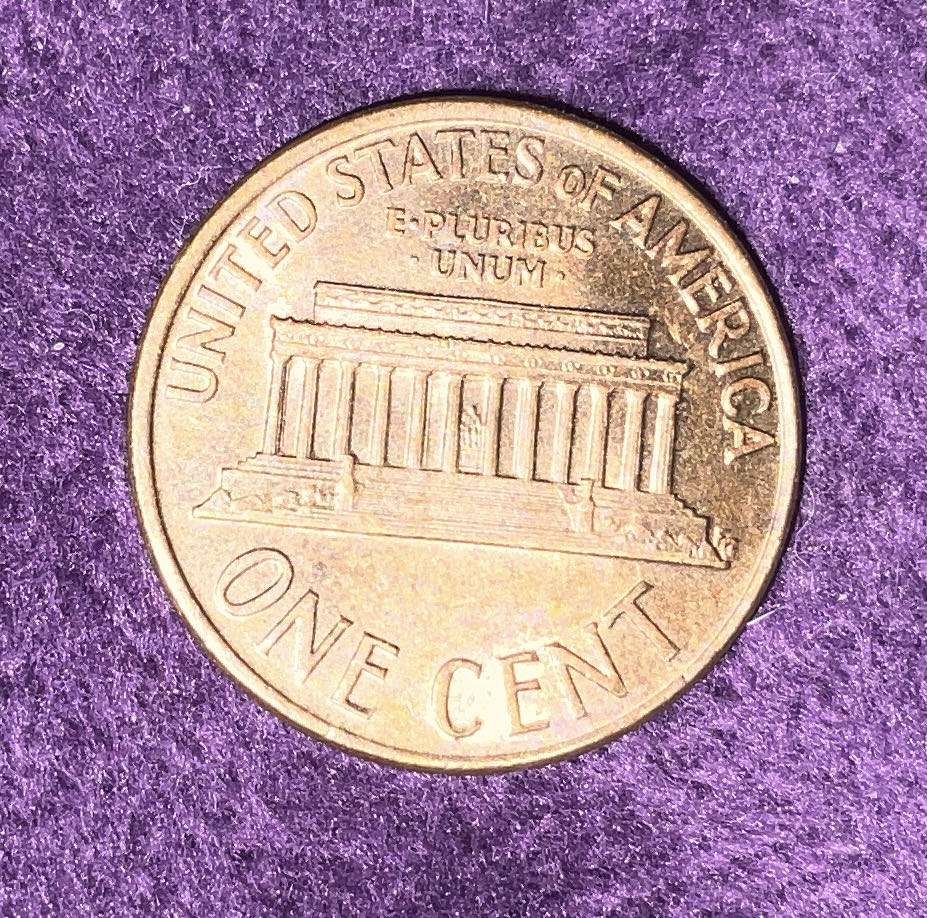 UNITED STATES oF AMERICA
E·PLURIBUS
·UNUM·
ONE CENT